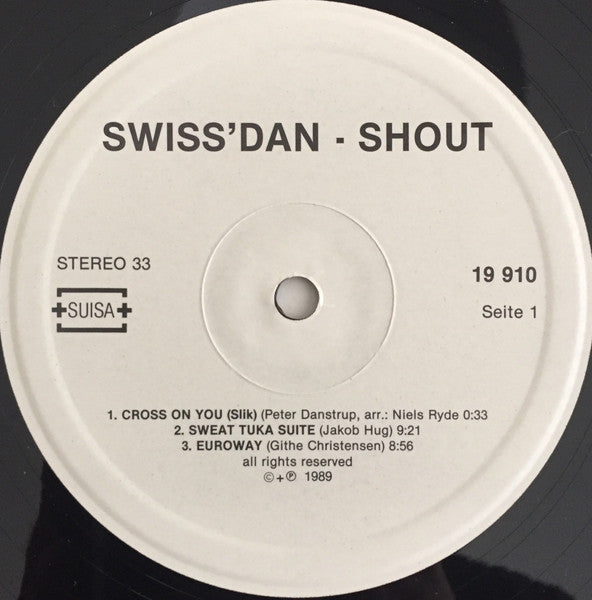 SWISS'DAN - SHOUT
STEREO 33
+SUISA+
19 910
Seite 1
1. CROSS ON YOU (Slik) (Peter Danstrup, arr.: Niels Ryde 0:33
2. SWEAT TUKA SUITE (Jakob Hug) 9:21
3. EUROWAY (Githe Christensen) 8:56
all rights reserved
©+℗ 1989